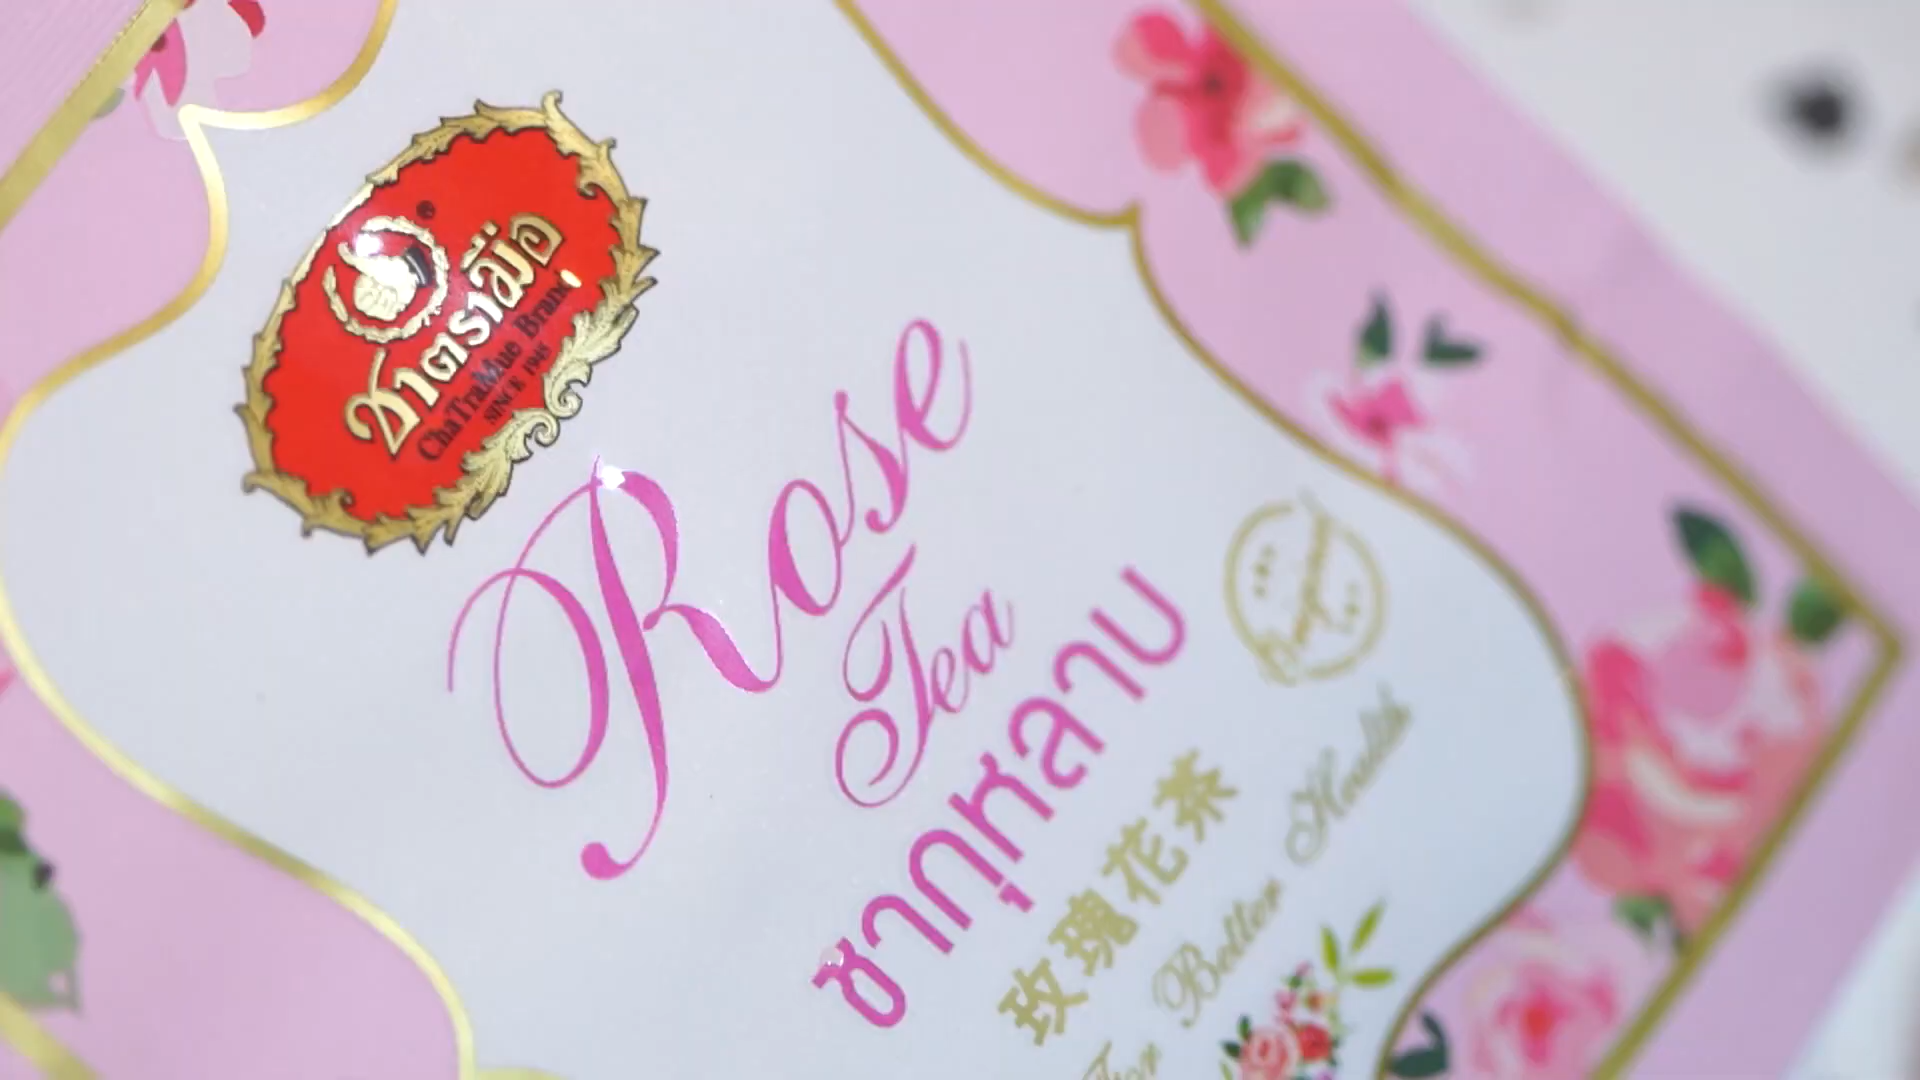 ชาตรามือ
ChaTraMue Brand
SINCE 1945
Rose
Tea
ชากุหลาบ
玫瑰花茶
For Better Health
Original